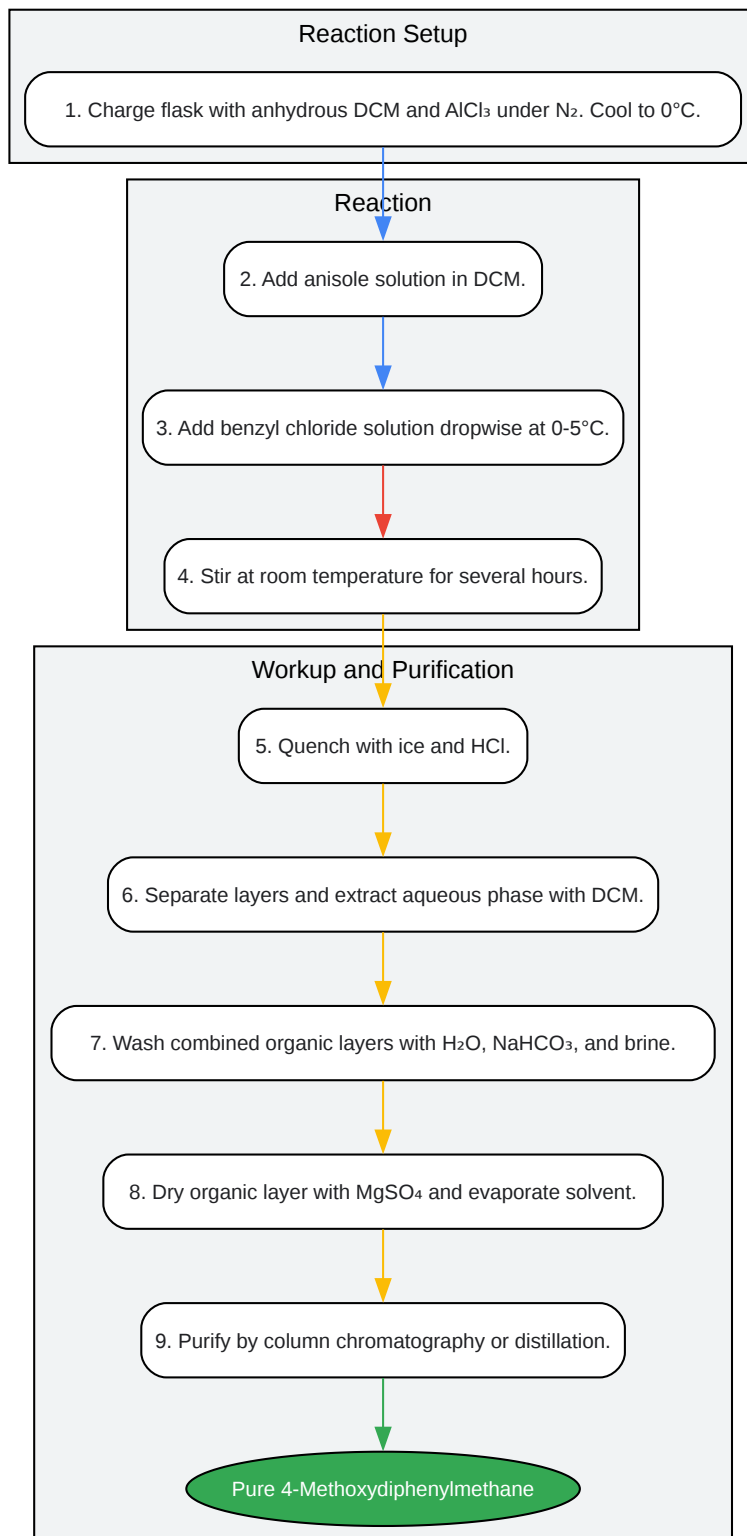 Reaction Setup
1. Charge flask with anhydrous DCM and AlCl₃ under N₂. Cool to 0°C.
Reaction
2. Add anisole solution in DCM.
3. Add benzyl chloride solution dropwise at 0-5°C.
4. Stir at room temperature for several hours.
Workup and Purification
5. Quench with ice and HCl.
6. Separate layers and extract aqueous phase with DCM.
7. Wash combined organic layers with H₂O, NaHCO₃, and brine.
8. Dry organic layer with MgSO₄ and evaporate solvent.
9. Purify by column chromatography or distillation.
Pure 4-Methoxydiphenylmethane